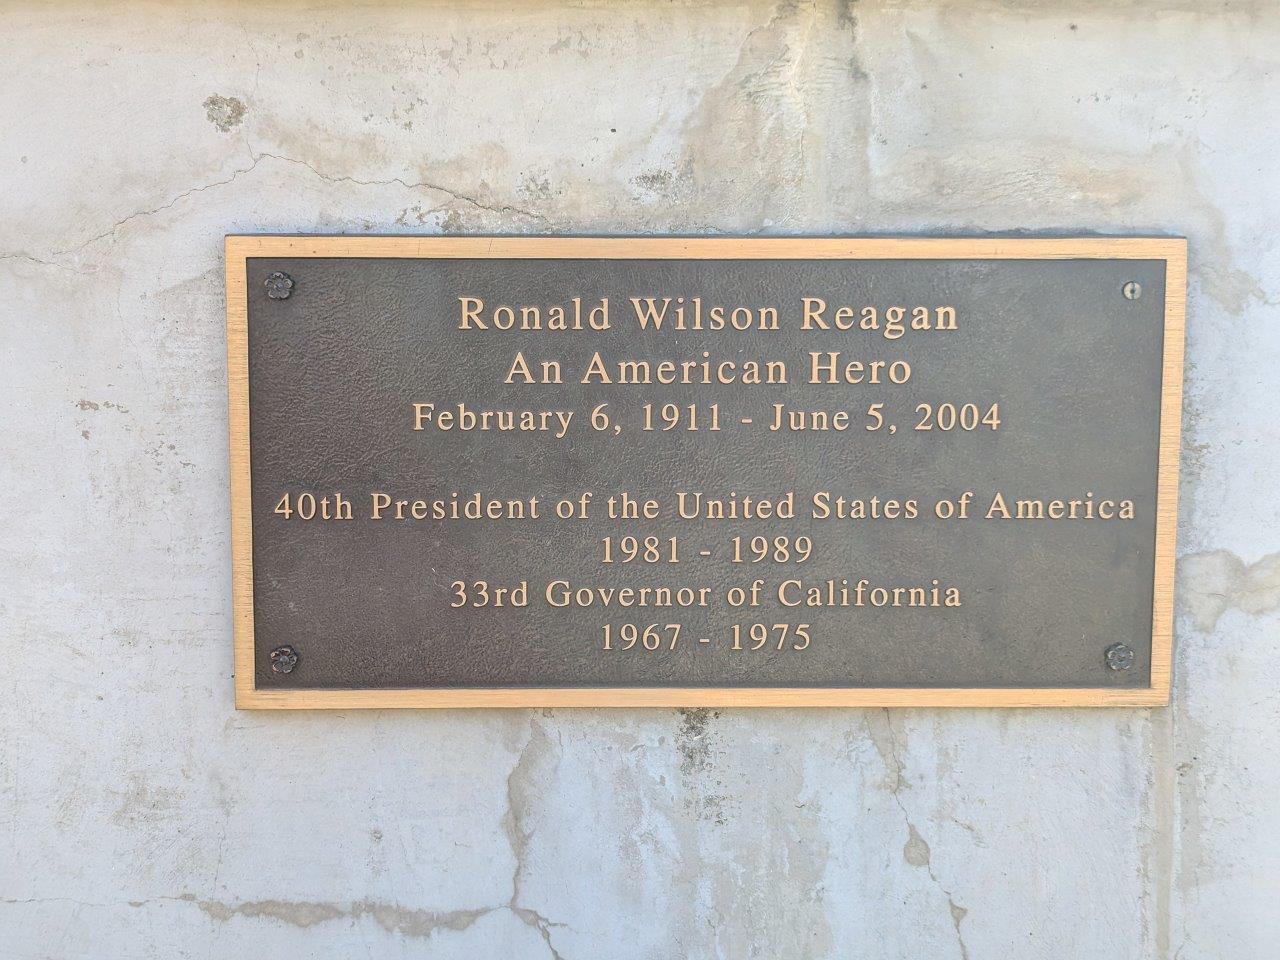 Ronald Wilson Reagan
An American Hero
February 6, 1911 - June 5, 2004
40th President of the United States of America
1981 - 1989
33rd Governor of California
1967 - 1975